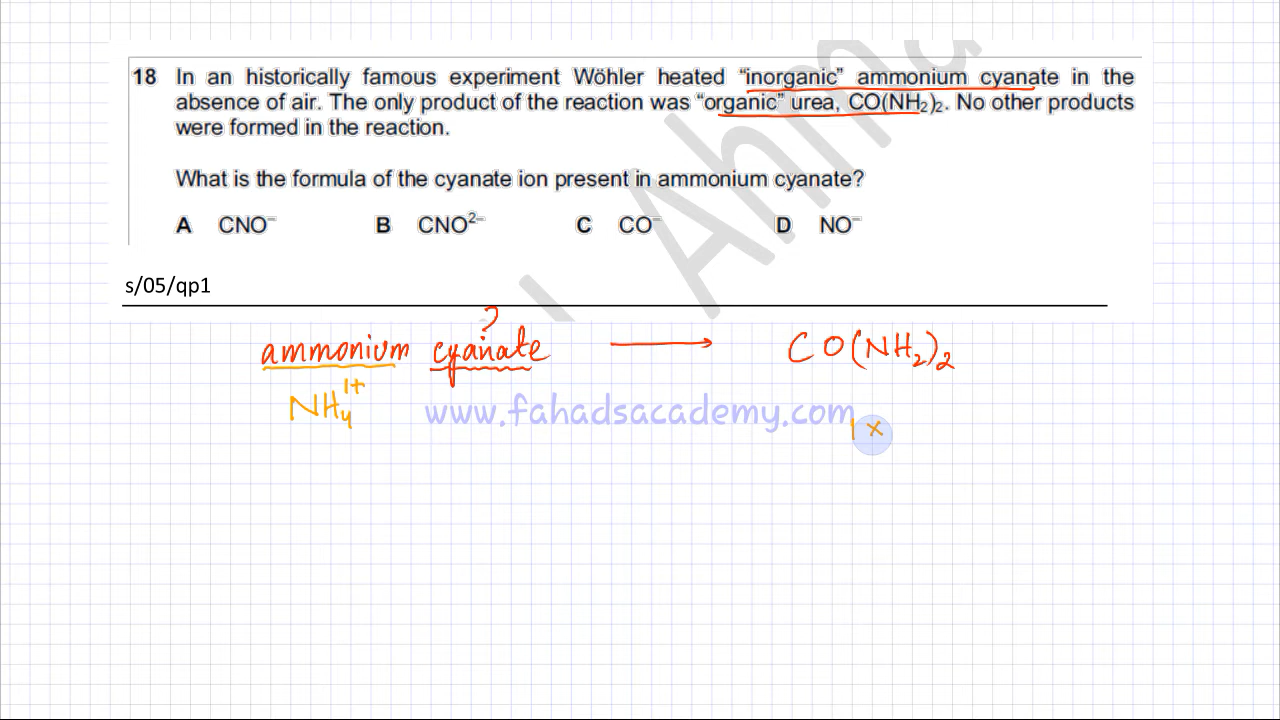 18 In an historically famous experiment Wöhler heated “inorganic” ammonium cyanate in the
absence of air. The only product of the reaction was “organic” urea, CO(NH₂)₂. No other products
were formed in the reaction.
What is the formula of the cyanate ion present in ammonium cyanate?
A CNO⁻ B CNO²⁻ C CO⁻ D NO⁻
s/05/qp1
?
ammonium cyanate → CO(NH₂)₂
NH₄¹⁺
www.fahadsacademy.com
1 ×